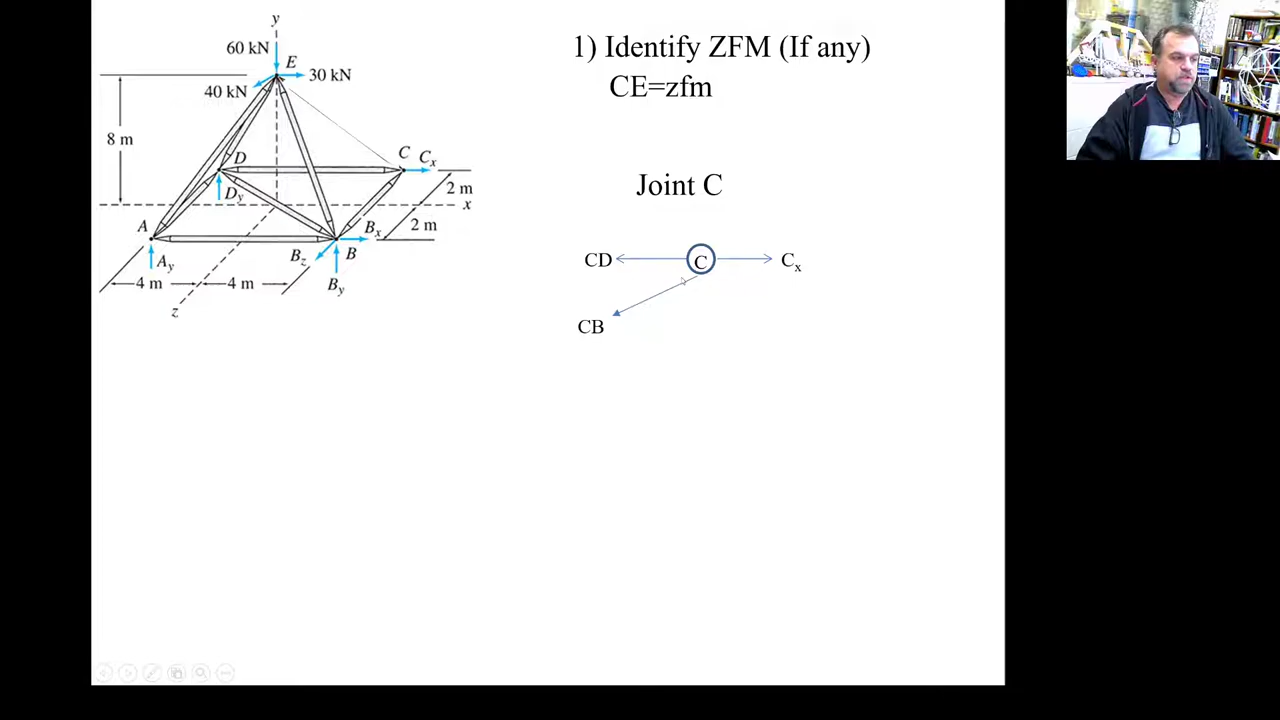 y
60 kN
E
30 kN
40 kN
8 m
D
C
Cx
Dy
2 m
x
A
2 m
Bx
Ay
Bz
B
4 m
4 m
By
z
1) Identify ZFM (If any)
CE=zfm
Joint C
CD
C
Cx
CB